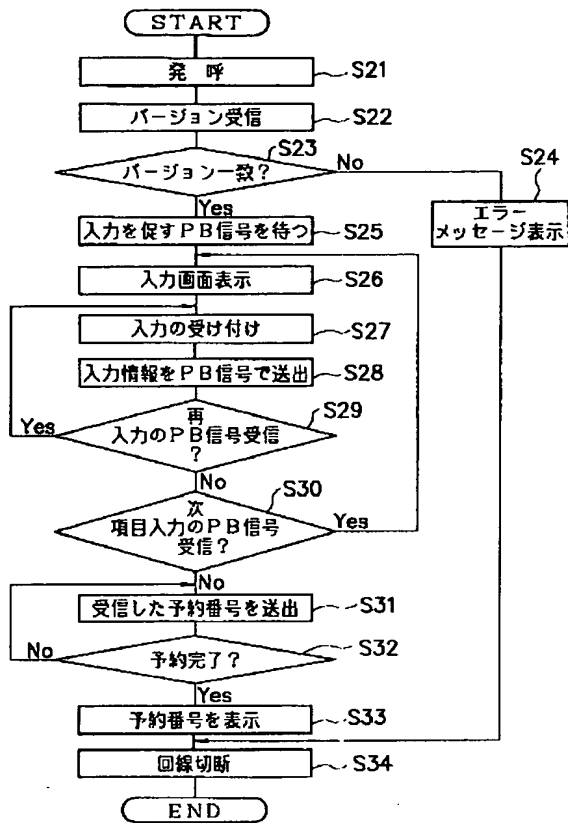 START
発呼
S21
バージョン受信
S22
S23
バージョン一致?
No
S24
エラー
メッセージ表示
Yes
入力を促すPB信号を待つ
S25
入力画面表示
S26
入力の受け付け
S27
入力情報をPB信号で送出
S28
S29
再
入力のPB信号受信
?
Yes
No
S30
次
項目入力のPB信号
受信?
Yes
No
受信した予約番号を送出
S31
S32
予約完了?
No
Yes
予約番号を表示
S33
回線切断
S34
END